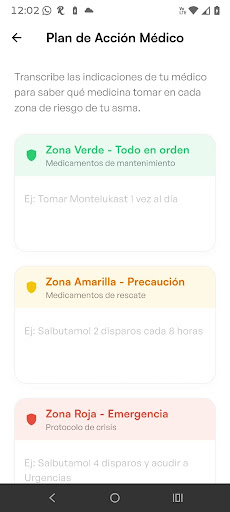 12:02
Plan de Acción Médico
Transcribe las indicaciones de tu médico
para saber qué medicina tomar en cada
zona de riesgo de tu asma.
Zona Verde - Todo en orden
Medicamentos de mantenimiento
Ej: Tomar Montelukast 1 vez al día
Zona Amarilla - Precaución
Medicamentos de rescate
Ej: Salbutamol 2 disparos cada 8 horas
Zona Roja - Emergencia
Protocolo de crisis
Ej: Salbutamol 4 disparos y acudir a
Urgencias